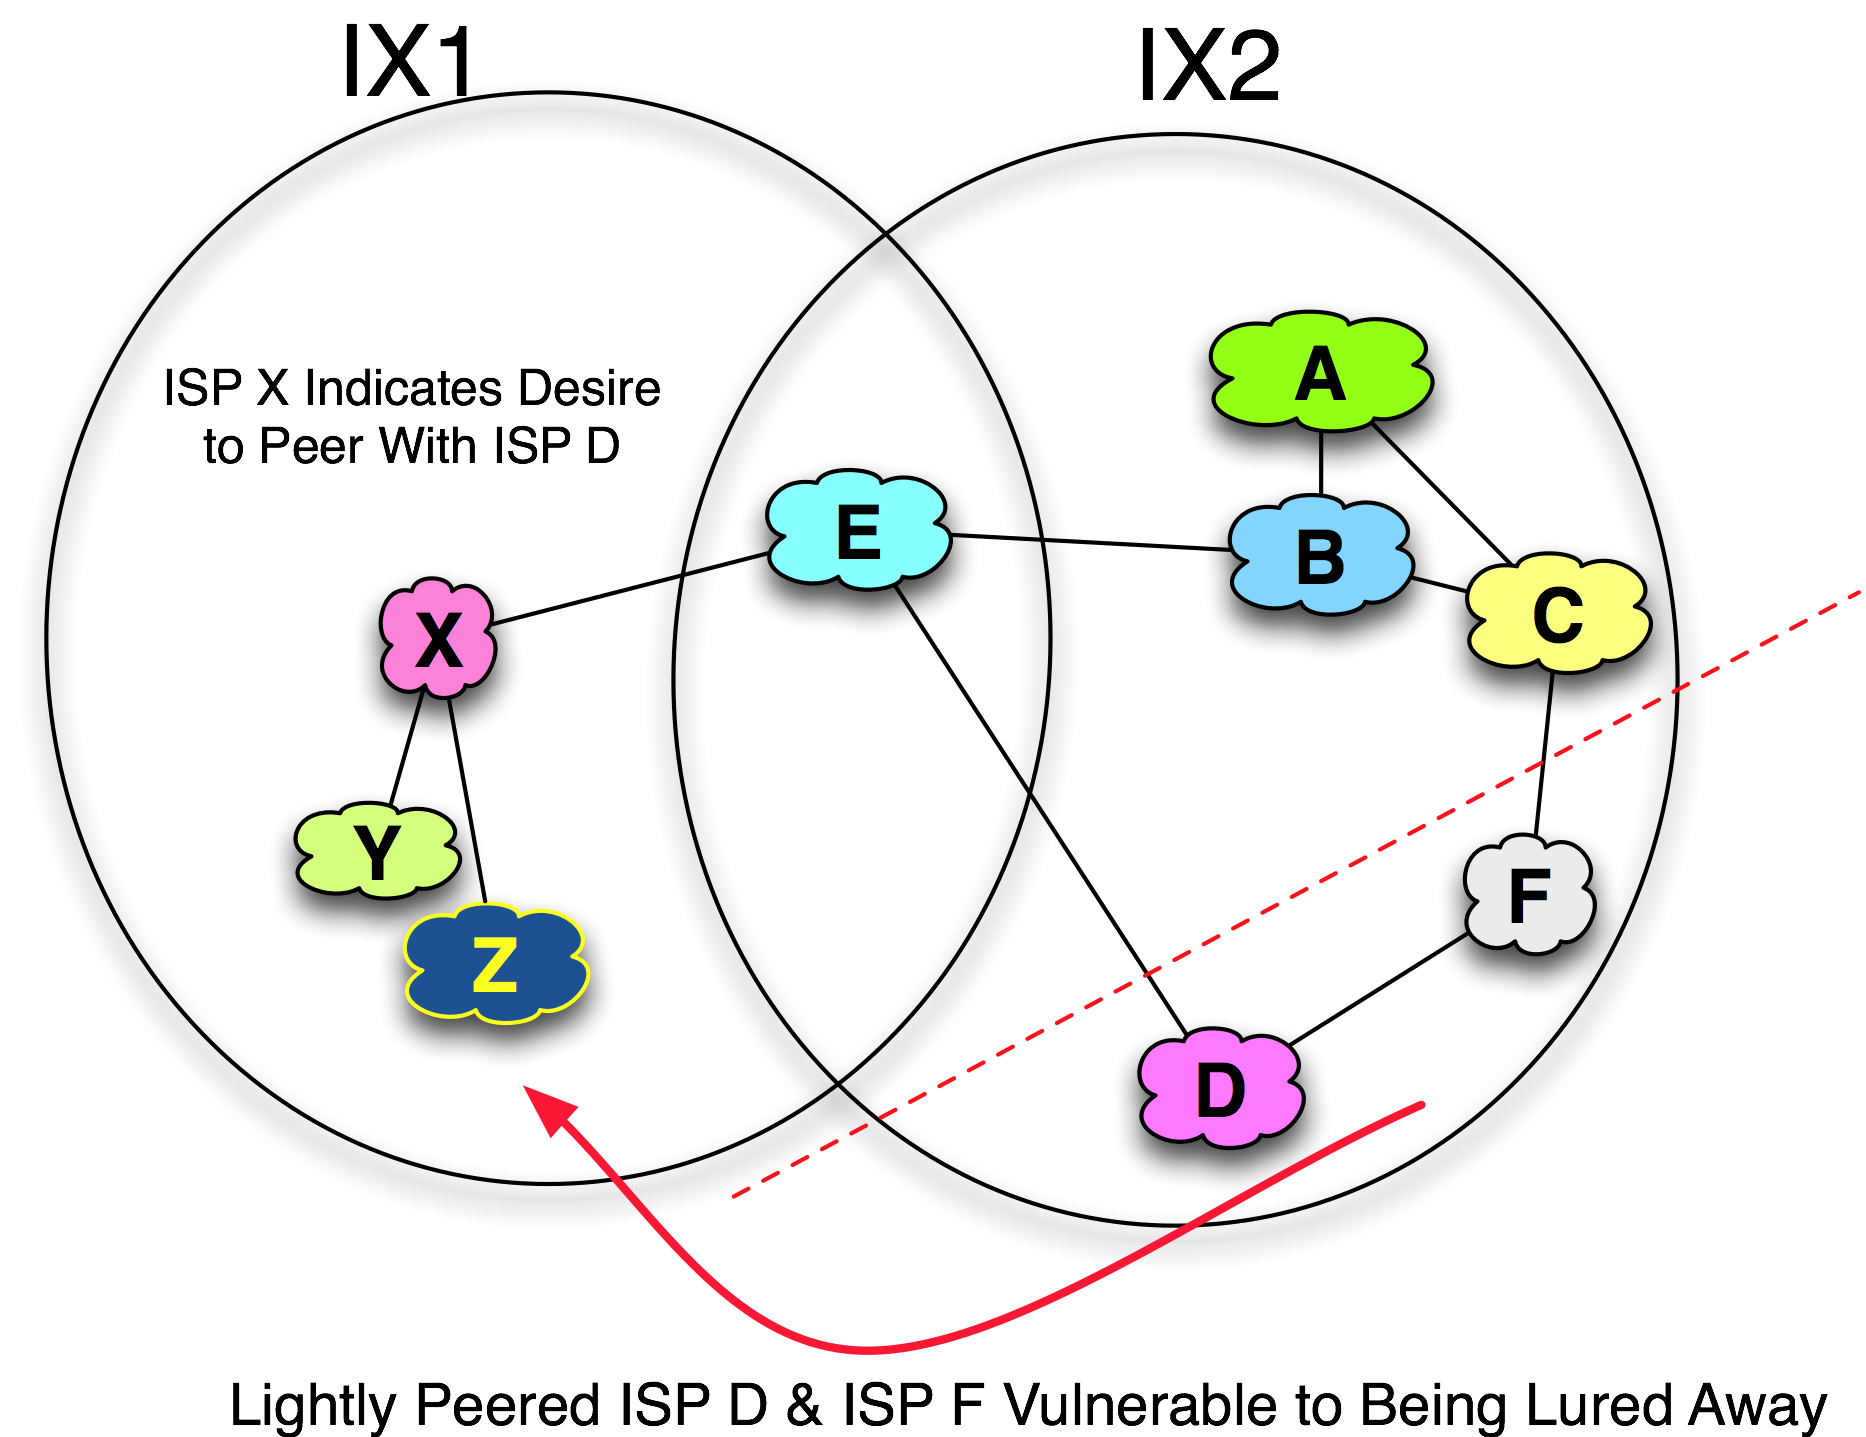 IX1
IX2
ISP X Indicates Desire
to Peer With ISP D
A
E
B
C
X
Y
F
Z
D
Lightly Peered ISP D & ISP F Vulnerable to Being Lured Away